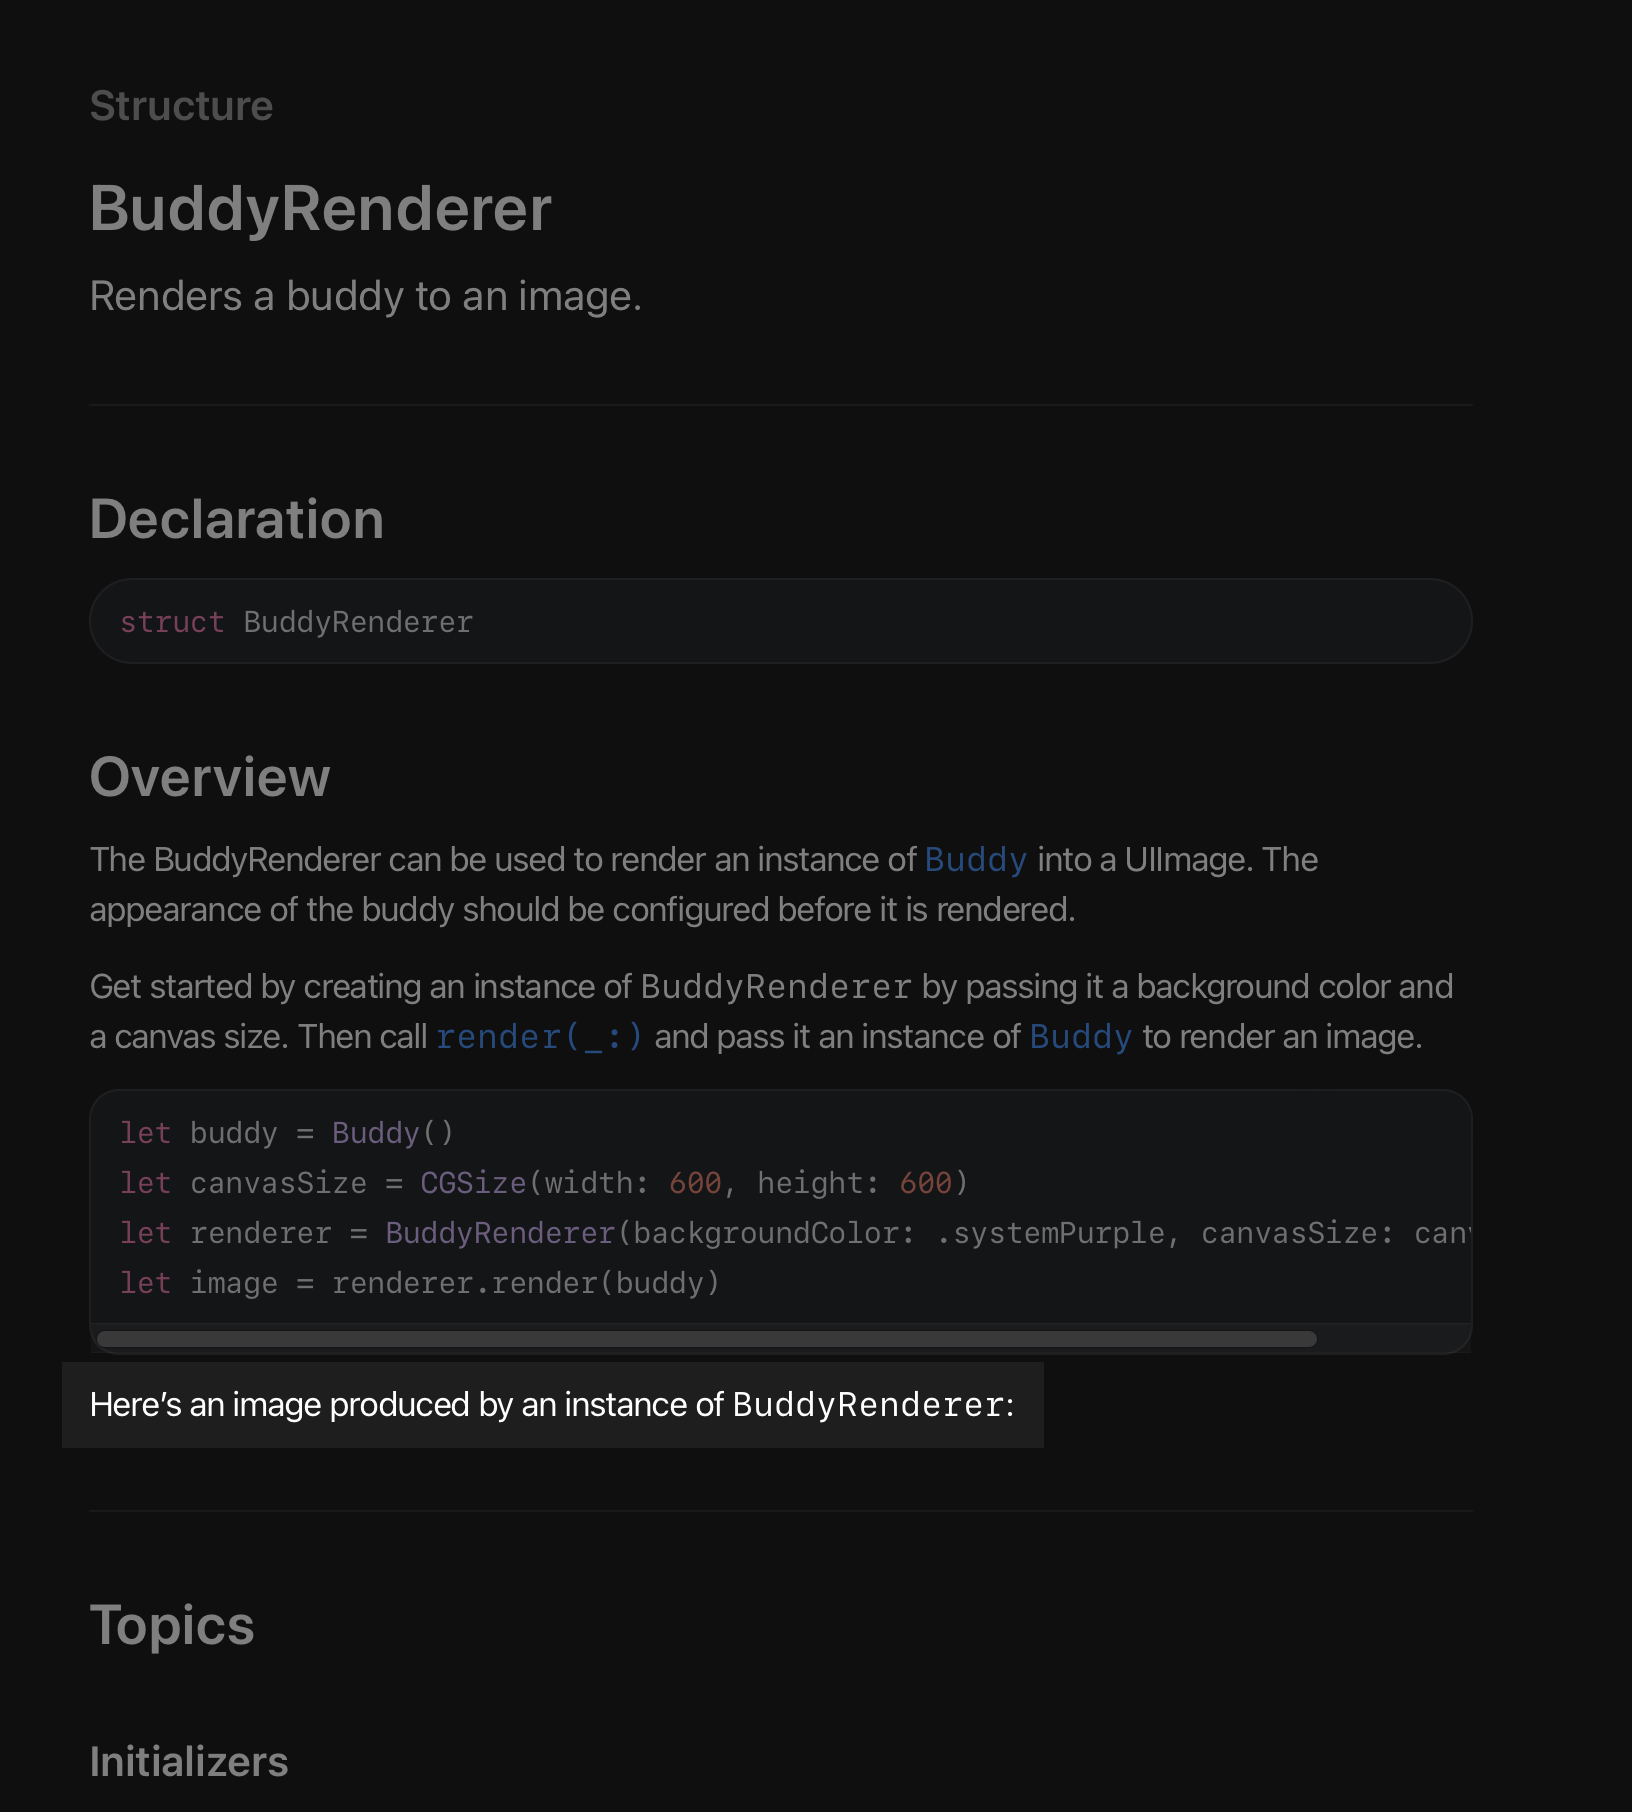 Structure
BuddyRenderer
Renders a buddy to an image.
Declaration
struct BuddyRenderer
Overview
The BuddyRenderer can be used to render an instance of Buddy into a UIImage. The
appearance of the buddy should be configured before it is rendered.
Get started by creating an instance of BuddyRenderer by passing it a background color and
a canvas size. Then call render(_:) and pass it an instance of Buddy to render an image.
let buddy = Buddy()
let canvasSize = CGSize(width: 600, height: 600)
let renderer = BuddyRenderer(backgroundColor: .systemPurple, canvasSize: can
let image = renderer.render(buddy)
Here’s an image produced by an instance of BuddyRenderer:
Topics
Initializers